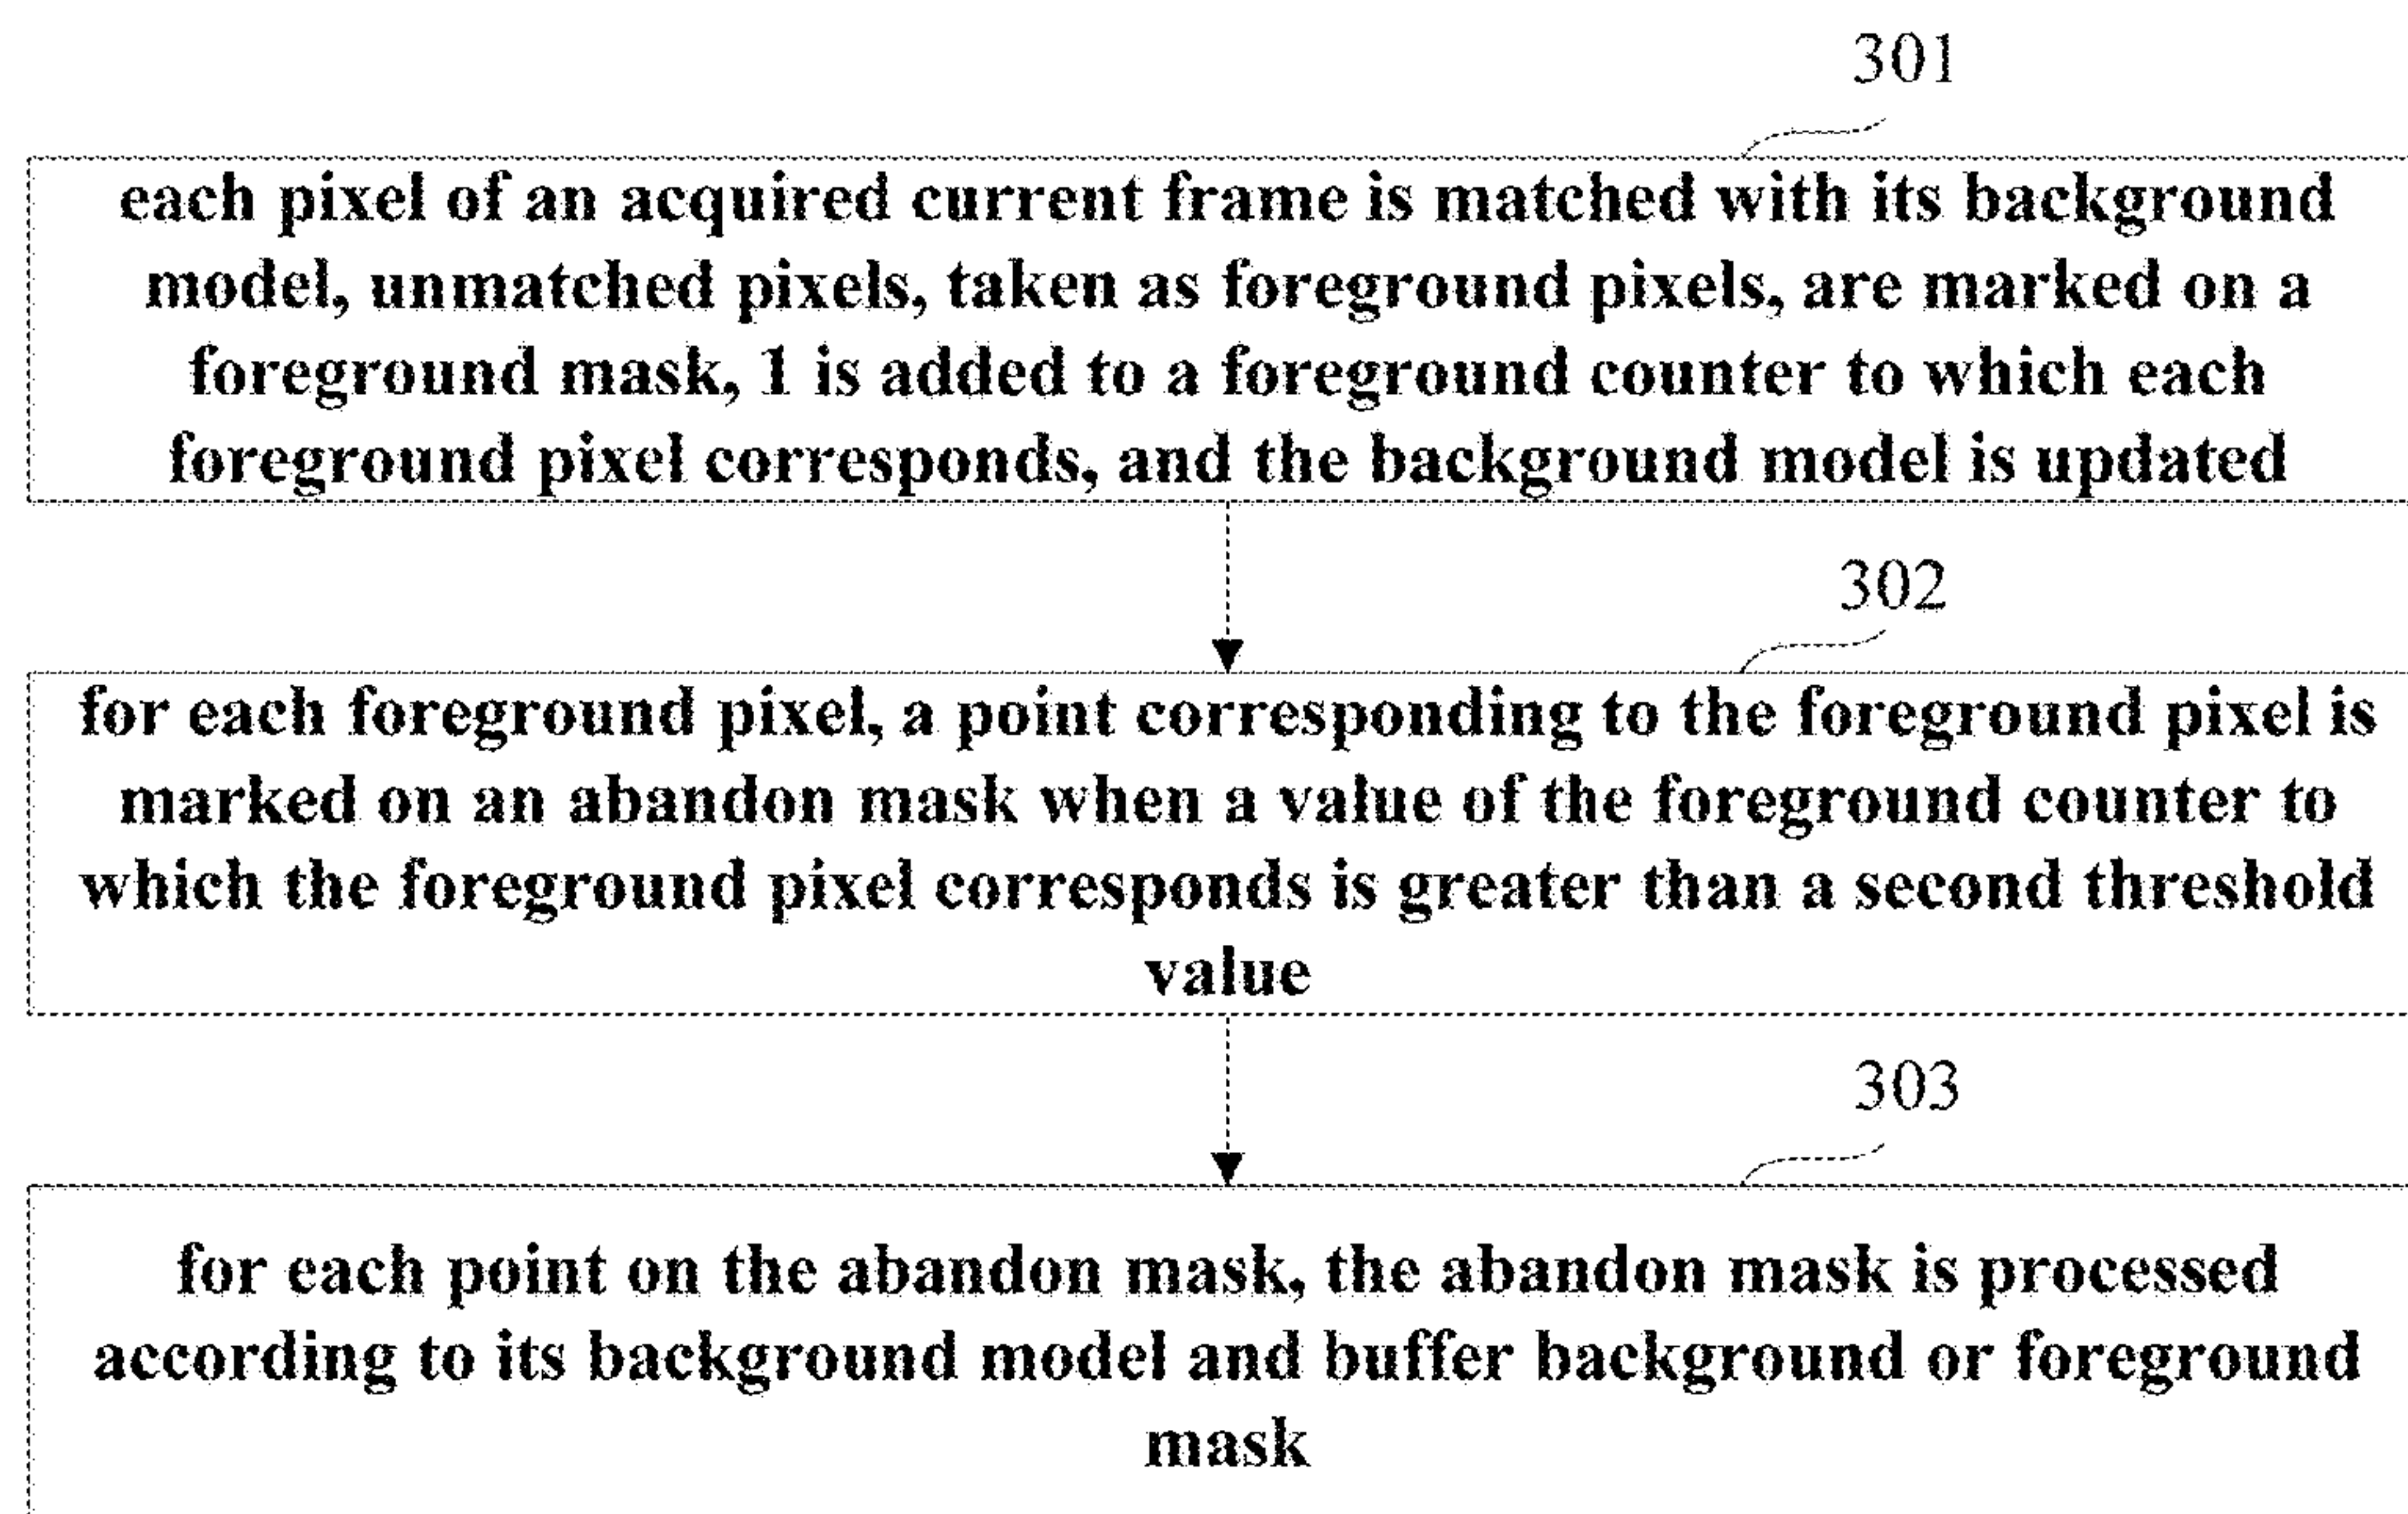 301
each pixel of an acquired current frame is matched with its background
model, unmatched pixels, taken as foreground pixels, are marked on a
foreground mask, 1 is added to a foreground counter to which each
foreground pixel corresponds, and the background model is updated
302
for each foreground pixel, a point corresponding to the foreground pixel is
marked on an abandon mask when a value of the foreground counter to
which the foreground pixel corresponds is greater than a second threshold
value
303
for each point on the abandon mask, the abandon mask is processed
according to its background model and buffer background or foreground
mask